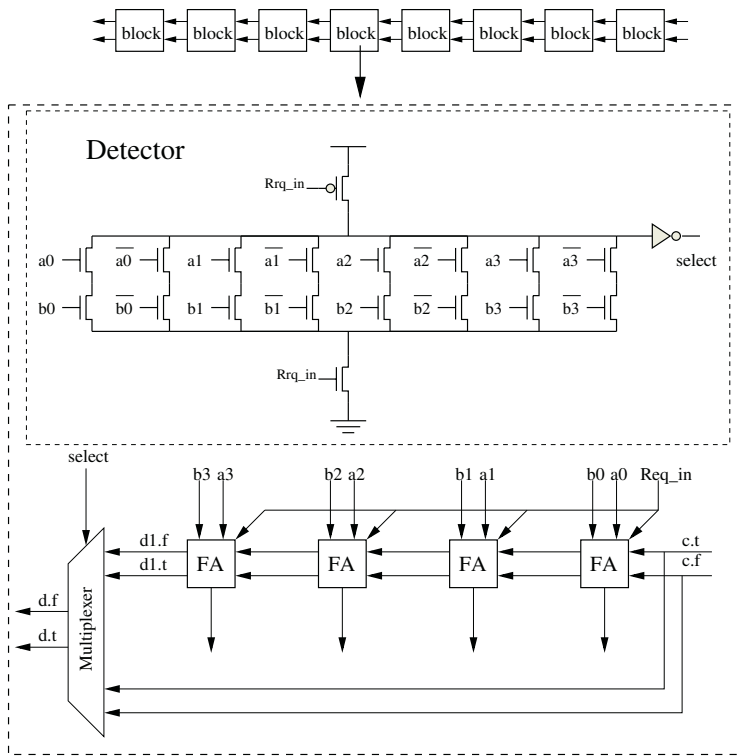 block block block block block block block block
Detector
Rrq_in
a0 a0 a1 a1 a2 a2 a3 a3
select
b0 b0 b1 b1 b2 b2 b3 b3
Rrq_in
select
b3 a3 b2 a2 b1 a1 b0 a0 Req_in
d1.f c.t
FA FA FA FA
d1.t c.f
d.f
Multiplexer
d.t